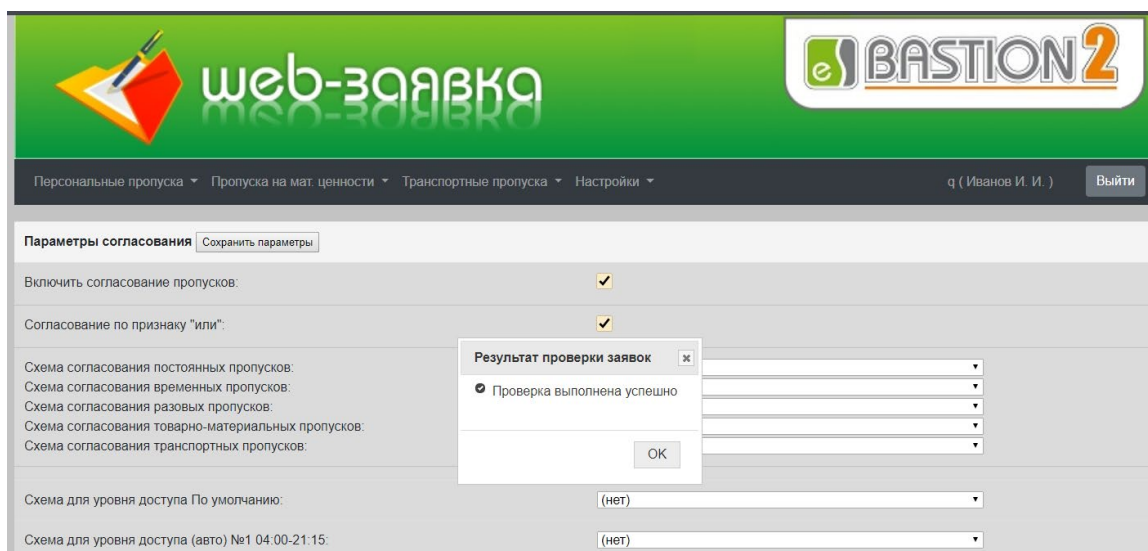 web-заявка
eS BASTION 2
Персональные пропуска Пропуска на мат. ценности Транспортные пропуска Настройки q ( Иванов И. И. ) Выйти
Параметры согласования Сохранить параметры
Включить согласование пропусков:
Согласование по признаку "или":
Результат проверки заявок
Проверка выполнена успешно
OK
Схема согласования постоянных пропусков:
Схема согласования временных пропусков:
Схема согласования разовых пропусков:
Схема согласования товарно-материальных пропусков:
Схема согласования транспортных пропусков:
Схема для уровня доступа По умолчанию: (нет)
Схема для уровня доступа (авто) №1 04:00-21:15: (нет)